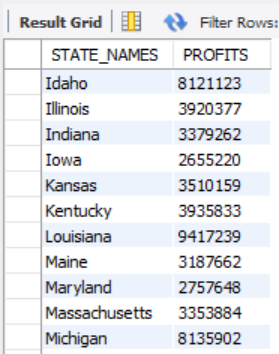 Result Grid Filter Rows:
STATE_NAMES PROFITS
Idaho 8121123
Illinois 3920377
Indiana 3379262
Iowa 2655220
Kansas 3510159
Kentucky 3935833
Louisiana 9417239
Maine 3187662
Maryland 2757648
Massachusetts 3353884
Michigan 8135902